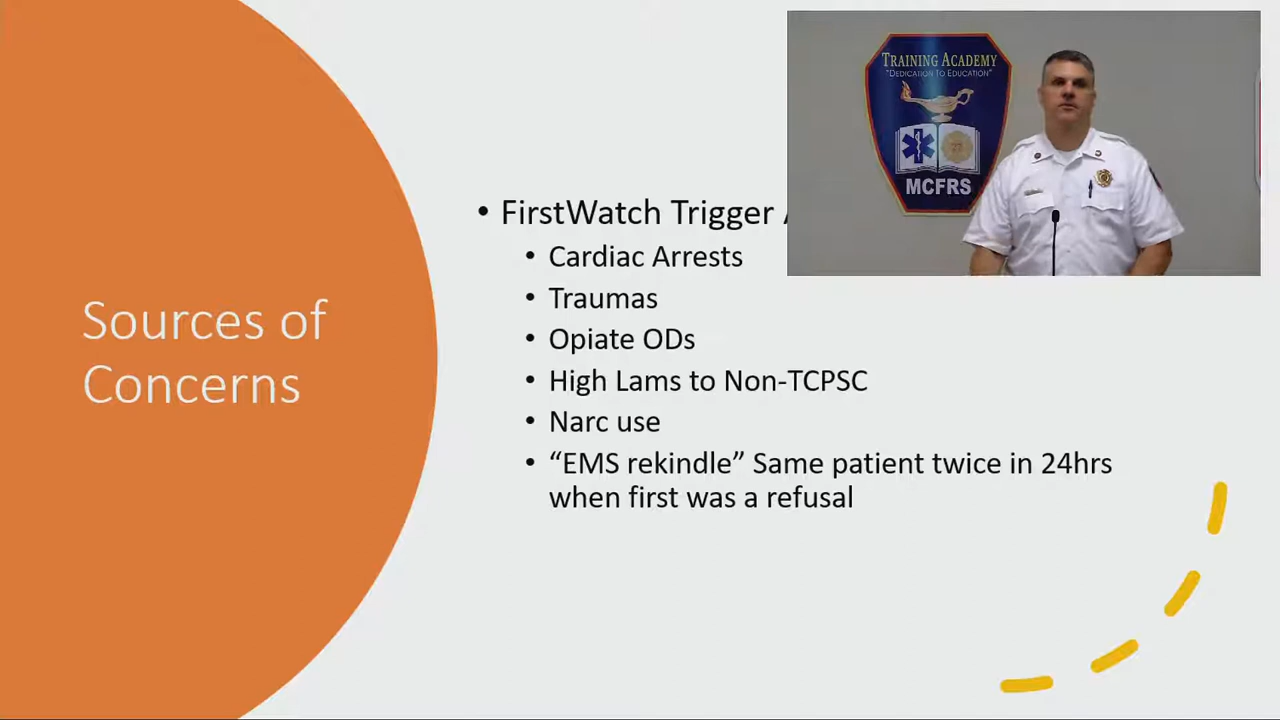 Sources of
Concerns
• FirstWatch Trigger
• Cardiac Arrests
• Traumas
• Opiate ODs
• High Lams to Non-TCPSC
• Narc use
• “EMS rekindle” Same patient twice in 24hrs
when first was a refusal
TRAINING ACADEMY
"DEDICATION TO EDUCATION"
MCFRS